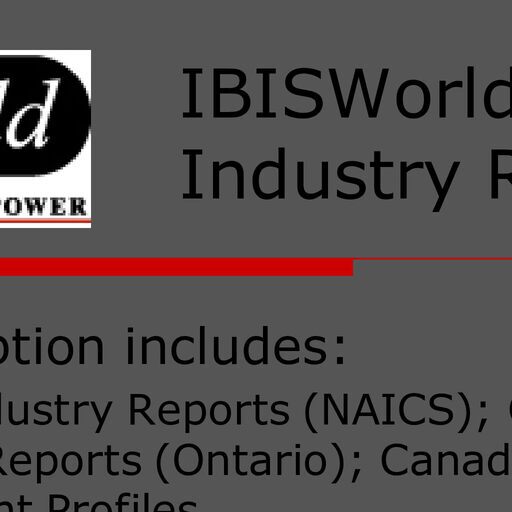 ld
POWER
IBISWorld
Industry R
ption includes:
dustry Reports (NAICS); C
Reports (Ontario); Canad
nt Profiles